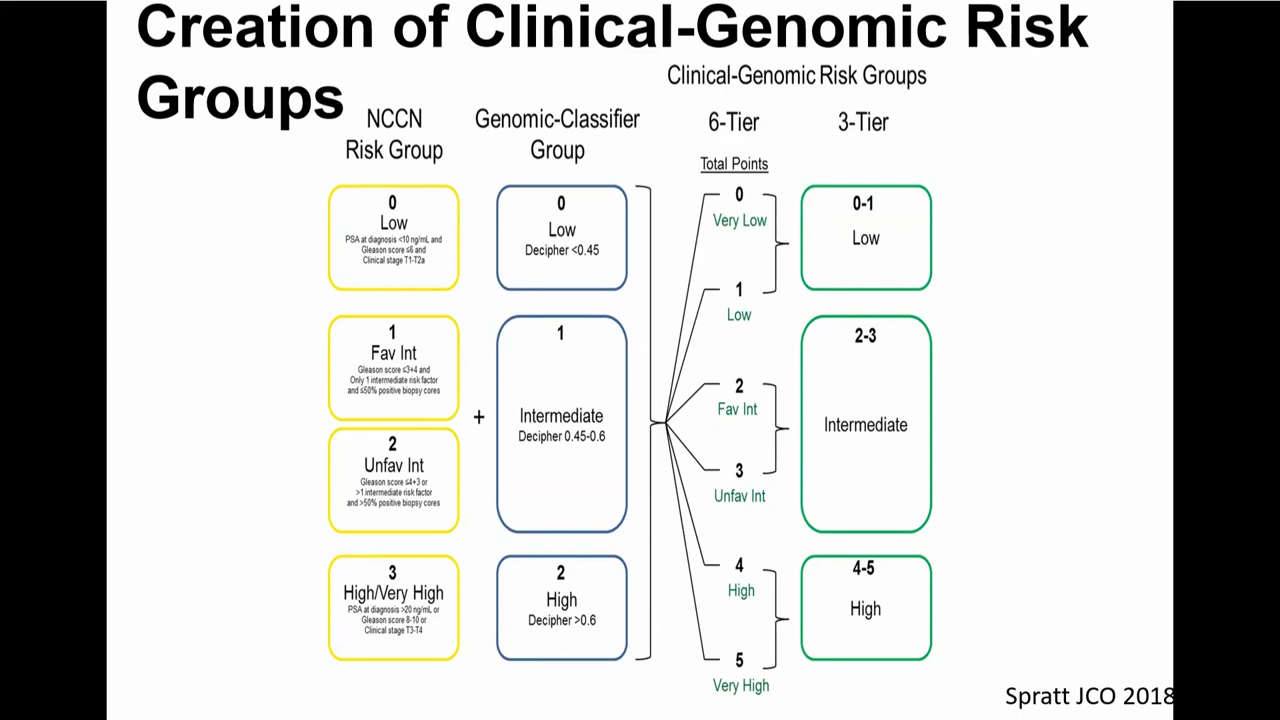 Creation of Clinical-Genomic Risk
Groups
Clinical-Genomic Risk Groups
NCCN
Risk Group
Genomic-Classifier
Group
6-Tier
3-Tier
Total Points
0
Low
PSA at diagnosis <10 ng/mL and
Gleason score ≤6 and
Clinical stage T1-T2a
1
Fav Int
Gleason score ≤3+4 and
Only 1 intermediate risk factor
and ≤50% positive biopsy cores
2
Unfav Int
Gleason score ≤4+3 or
>1 intermediate risk factor
and >50% positive biopsy cores
3
High/Very High
PSA at diagnosis >20 ng/mL or
Gleason score 8-10 or
Clinical stage T3-T4
+
0
Low
Decipher <0.45
1
Intermediate
Decipher 0.45-0.6
2
High
Decipher >0.6
0
Very Low
1
Low
2
Fav Int
3
Unfav Int
4
High
5
Very High
0-1
Low
2-3
Intermediate
4-5
High
Spratt JCO 2018